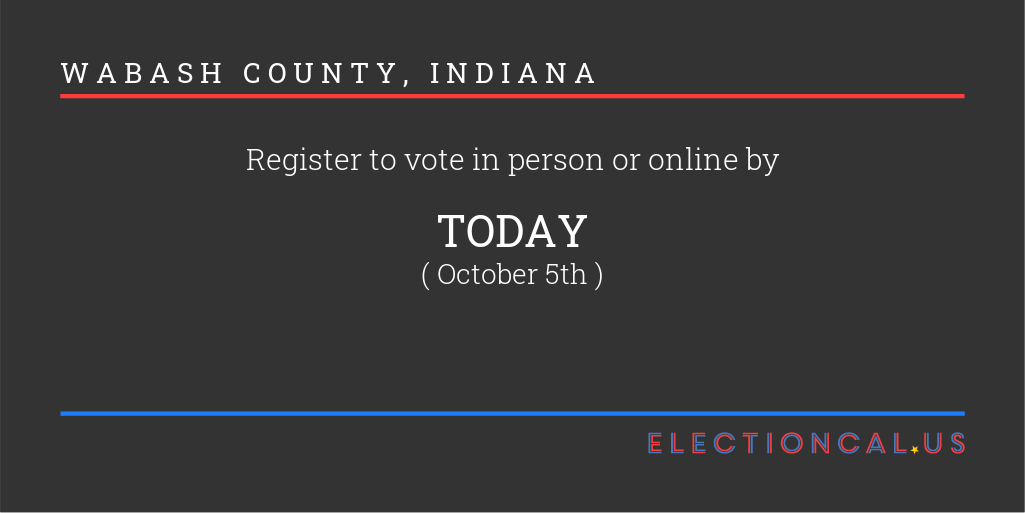 WABASH COUNTY, INDIANA
Register to vote in person or online by
TODAY
( October 5th )
ELECTIONCAL.US